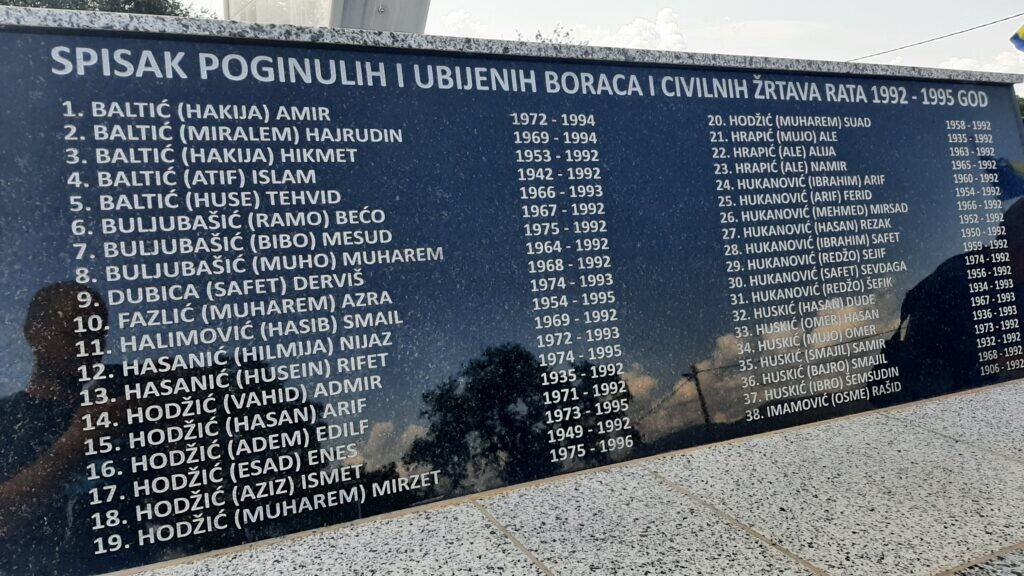 SPISAK POGINULIH I UBIJENIH BORACA I CIVILNIH ŽRTAVA RATA 1992 - 1995 GOD
1. BALTIĆ (HAKIJA) AMIR 1972 - 1994
2. BALTIĆ (MIRALEM) HAJRUDIN 1969 - 1994
3. BALTIĆ (HAKIJA) HIKMET 1953 - 1992
4. BALTIĆ (ATIF) ISLAM 1942 - 1992
5. BALTIĆ (HUSE) TEHVID 1966 - 1993
6. BULJUBAŠIĆ (RAMO) BEĆO 1967 - 1992
7. BULJUBAŠIĆ (BIBO) MESUD 1975 - 1992
8. BULJUBAŠIĆ (MUHO) MUHAREM 1964 - 1992
9. DUBICA (SAFET) DERVIŠ 1968 - 1992
10. FAZLIĆ (MUHAREM) AZRA 1974 - 1993
11. HALIMOVIĆ (HASIB) SMAIL 1954 - 1995
12. HASANIĆ (HILMIJA) NIJAZ 1969 - 1992
13. HASANIĆ (HUSEIN) RIFET 1972 - 1993
14. HODŽIĆ (VAHID) ADMIR 1974 - 1995
15. HODŽIĆ (HASAN) ARIF 1935 - 1992
16. HODŽIĆ (ADEM) EDILF 1971 - 1992
17. HODŽIĆ (ESAD) ENES 1973 - 1995
18. HODŽIĆ (AZIZ) ISMET 1949 - 1992
19. HODŽIĆ (MUHAREM) MIRZET 1975 - 1996
20. HODŽIĆ (MUHAREM) SUAD 1958 - 1992
21. HRAPIĆ (MUJO) ALE 1935 - 1992
22. HRAPIĆ (ALE) ALIJA 1963 - 1992
23. HRAPIĆ (ALE) NAMIR 1965 - 1992
24. HUKANOVIĆ (IBRAHIM) ARIF 1960 - 1992
25. HUKANOVIĆ (ARIF) FERID 1954 - 1992
26. HUKANOVIĆ (MEHMED) MIRSAD 1966 - 1992
27. HUKANOVIĆ (HASAN) REZAK 1952 - 1992
28. HUKANOVIĆ (IBRAHIM) SAFET 1950 - 1992
29. HUKANOVIĆ (REDŽO) SEJIF 1959 - 1992
30. HUKANOVIĆ (SAFET) SEVDAGA 1974 - 1992
31. HUKANOVIĆ (REDŽO) ŠEFIK 1956 - 1992
32. HUSKIĆ (HASAN) DUDE 1934 - 1993
33. HUSKIĆ (OMER) HASAN 1967 - 1993
34. HUSKIĆ (MUJO) OMER 1936 - 1993
35. HUSKIĆ (SMAJIL) SAMIR 1973 - 1992
36. HUSKIĆ (BAJRO) SMAJIL 1932 - 1992
37. HUSKIĆ (IBRO) ŠEMSUDIN 1968 - 1992
38. IMAMOVIĆ (OSME) RAŠID 1906 - 1992